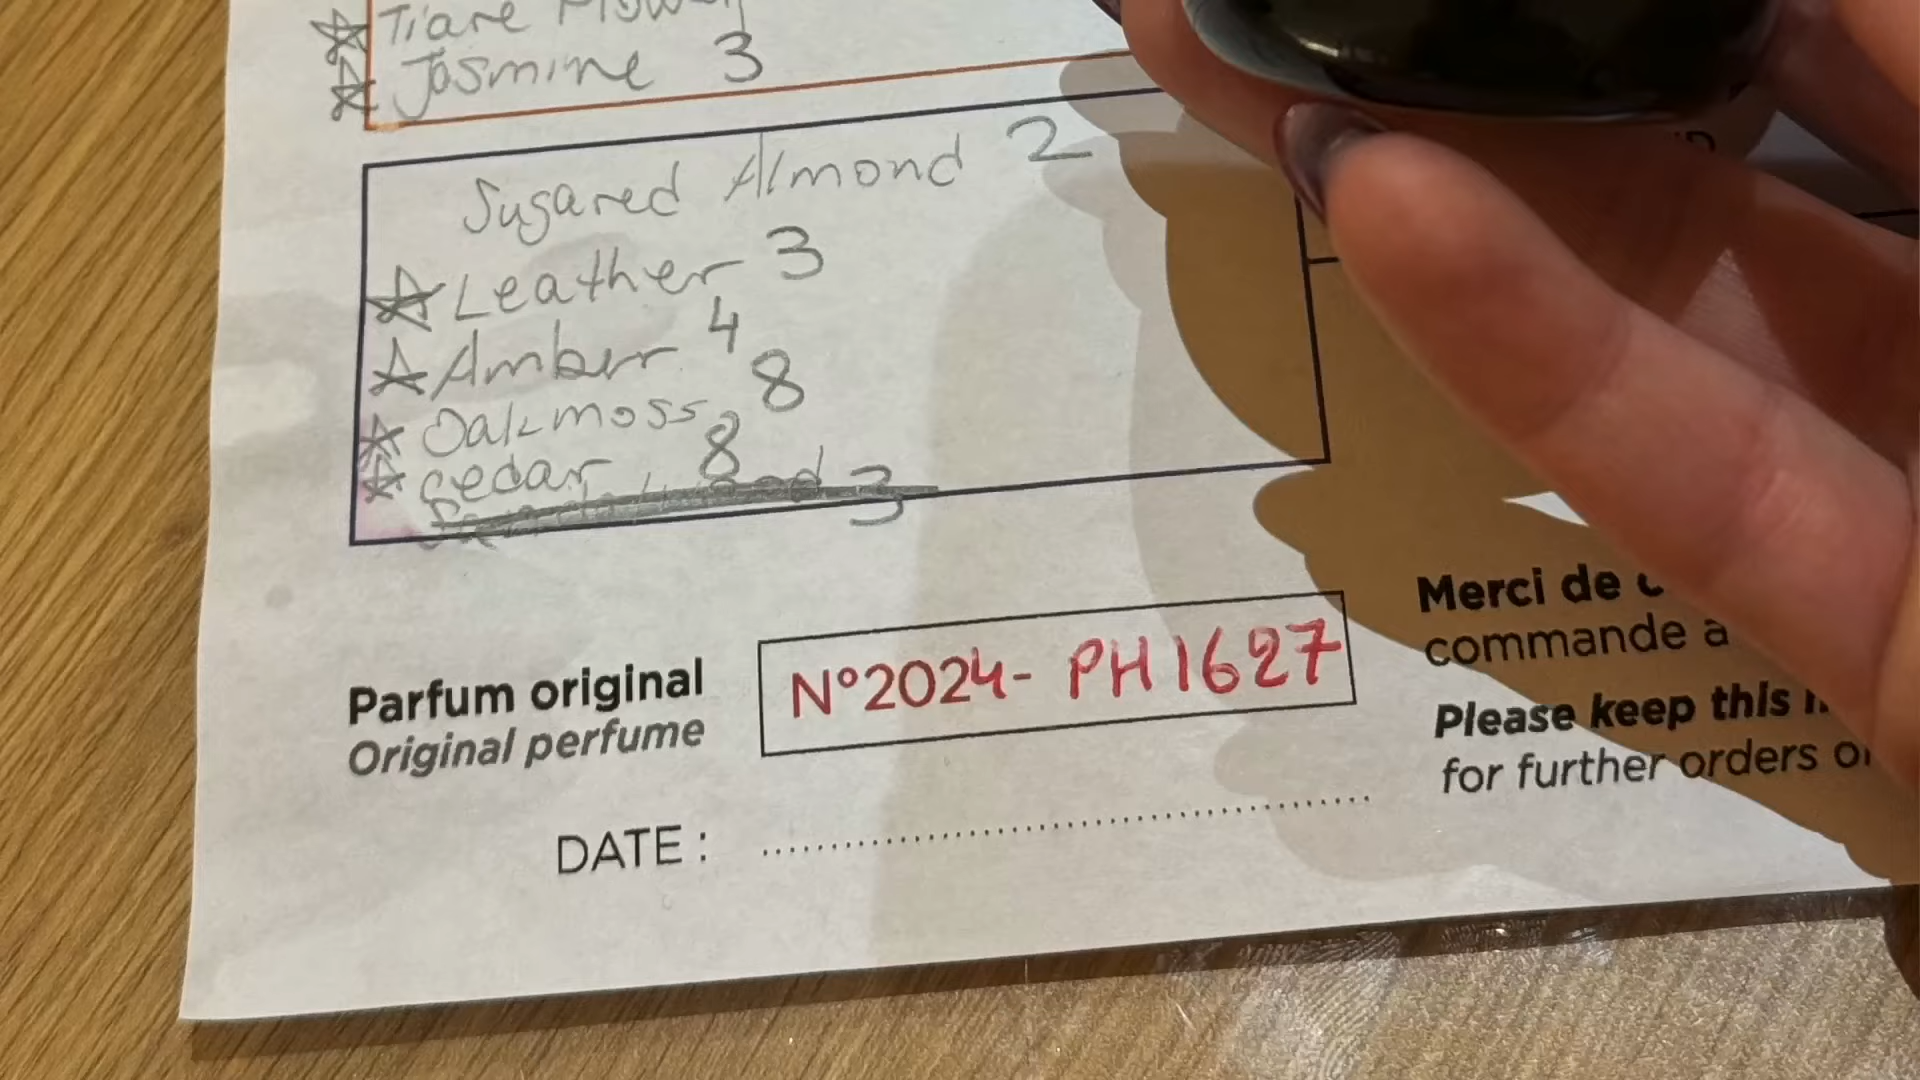 Tiare Flower
Jasmine 3
Sugared Almond 2
Leather 3
Amber 4
Oakmoss 8
Cedar 8
3
Parfum original
Original perfume
N°2024- PH1627
DATE :
Merci de
commande à
Please keep this
for further orders